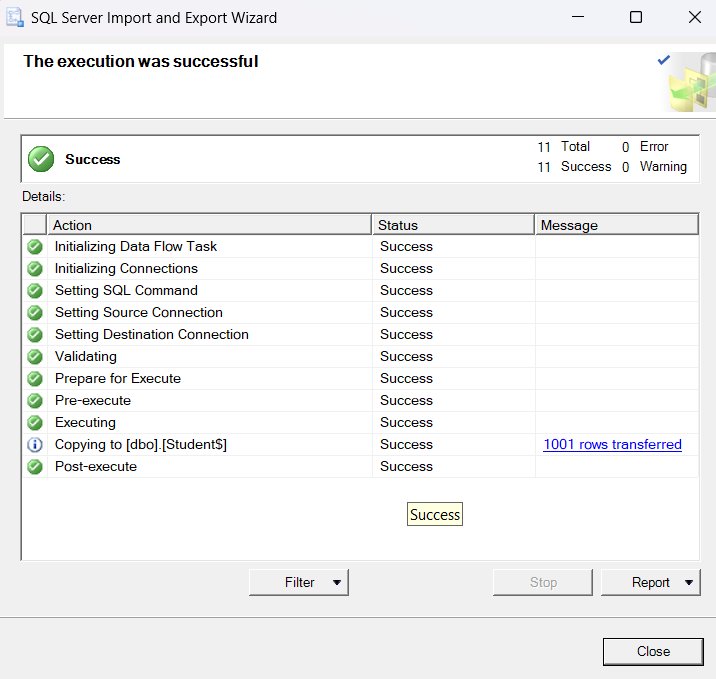 SQL Server Import and Export Wizard
The execution was successful
Success
11 Total 0 Error
11 Success 0 Warning
Details:
Action Status Message
Initializing Data Flow Task Success
Initializing Connections Success
Setting SQL Command Success
Setting Source Connection Success
Setting Destination Connection Success
Validating Success
Prepare for Execute Success
Pre-execute Success
Executing Success
Copying to [dbo].[Student$] Success 1001 rows transferred
Post-execute Success
Success
Filter Stop Report
Close